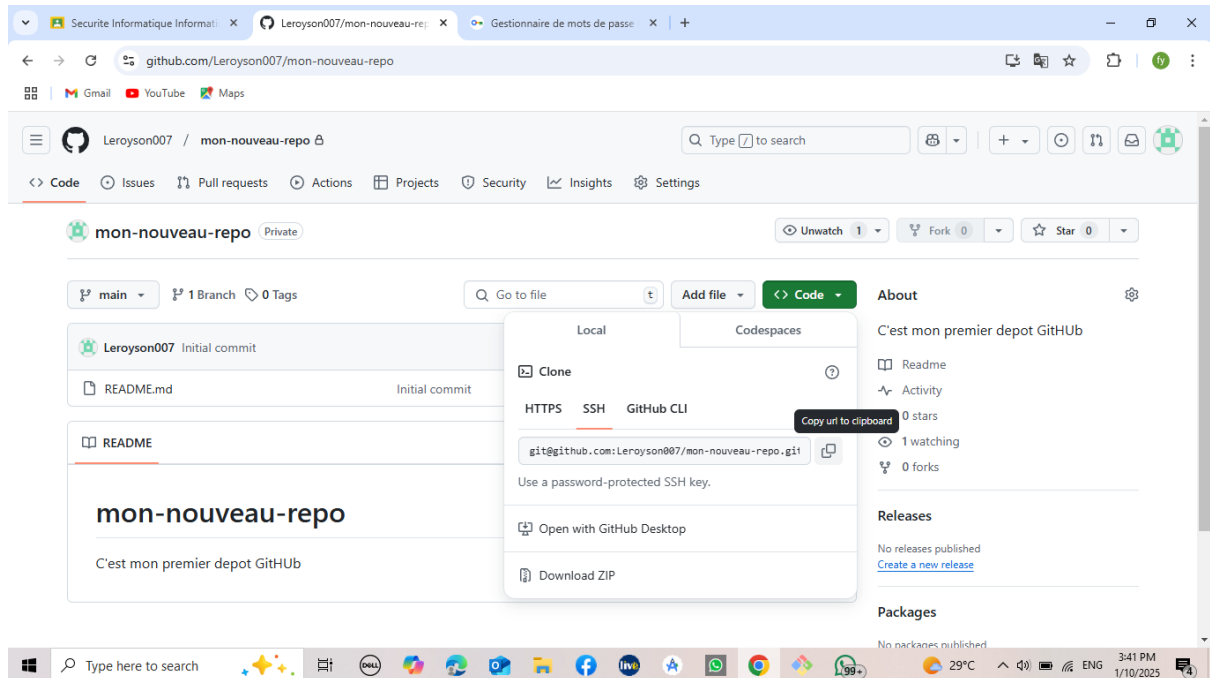 Securite Informatique Informati
Leroyson007/mon-nouveau-rep
Gestionnaire de mots de passe
github.com/Leroyson007/mon-nouveau-repo
fy
Gmail
YouTube
Maps
Leroyson007 / mon-nouveau-repo
Type / to search
Code
Issues
Pull requests
Actions
Projects
Security
Insights
Settings
mon-nouveau-repo Private
Unwatch 1
Fork 0
Star 0
main
1 Branch
0 Tags
Go to file t
Add file
Code
Leroyson007 Initial commit
README.md Initial commit
README
mon-nouveau-repo
C'est mon premier depot GitHUb
Local
Codespaces
Clone
HTTPS
SSH
GitHub CLI
Copy url to clipboard
git@github.com:Leroyson007/mon-nouveau-repo.git
Use a password-protected SSH key.
Open with GitHub Desktop
Download ZIP
About
C'est mon premier depot GitHUb
Readme
Activity
0 stars
1 watching
0 forks
Releases
No releases published
Create a new release
Packages
No packages published
Type here to search
DELL
live
99+
29°C
ENG
3:41 PM
1/10/2025
4